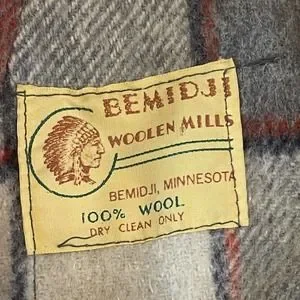 BEMIDJI
WOOLEN MILLS
BEMIDJI, MINNESOTA
100% WOOL
DRY CLEAN ONLY